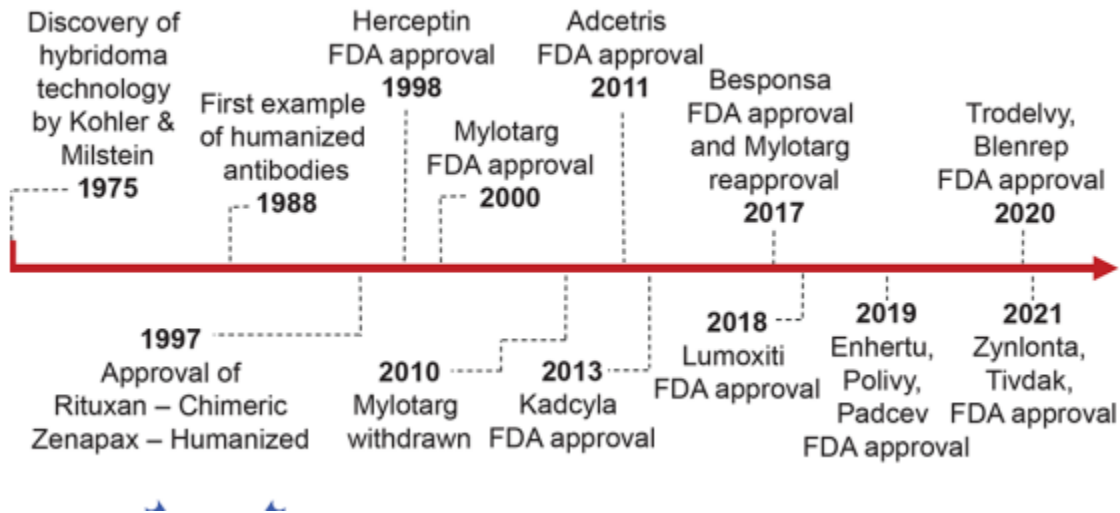 Discovery of
hybridoma
technology
by Kohler &
Milstein
1975
First example
of humanized
antibodies
1988
Herceptin
FDA approval
1998
Mylotarg
FDA approval
2000
Adcetris
FDA approval
2011
Besponsa
FDA approval
and Mylotarg
reapproval
2017
Trodelvy,
Blenrep
FDA approval
2020
1997
Approval of
Rituxan – Chimeric
Zenapax – Humanized
2010
Mylotarg
withdrawn
2013
Kadcyla
FDA approval
2018
Lumoxiti
FDA approval
2019
Enhertu,
Polivy,
Padcev
FDA approval
2021
Zynlonta,
Tivdak,
FDA approval